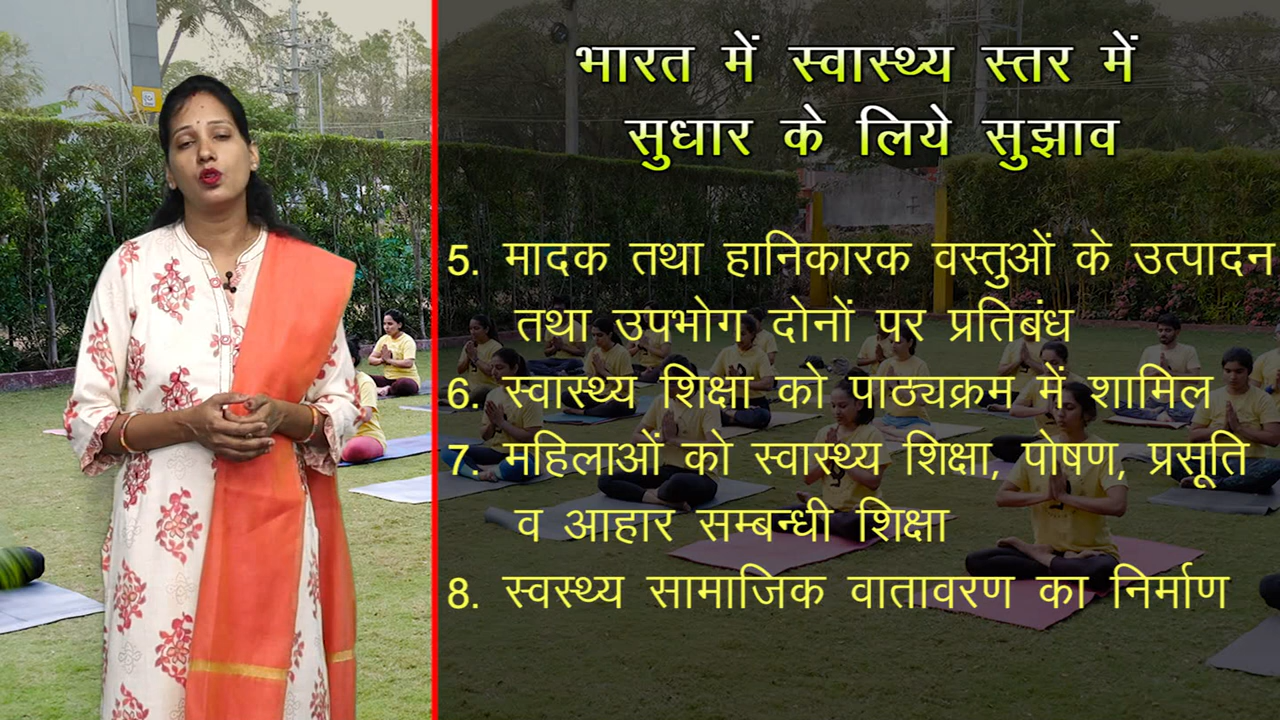 भारत में स्वास्थ्य स्तर में
सुधार के लिये सुझाव
5. मादक तथा हानिकारक वस्तुओं के उत्पादन
तथा उपभोग दोनों पर प्रतिबंध
6. स्वास्थ्य शिक्षा को पाठ्यक्रम में शामिल
7. महिलाओं को स्वास्थ्य शिक्षा, पोषण, प्रसूति
व आहार सम्बन्धी शिक्षा
8. स्वस्थ्य सामाजिक वातावरण का निर्माण